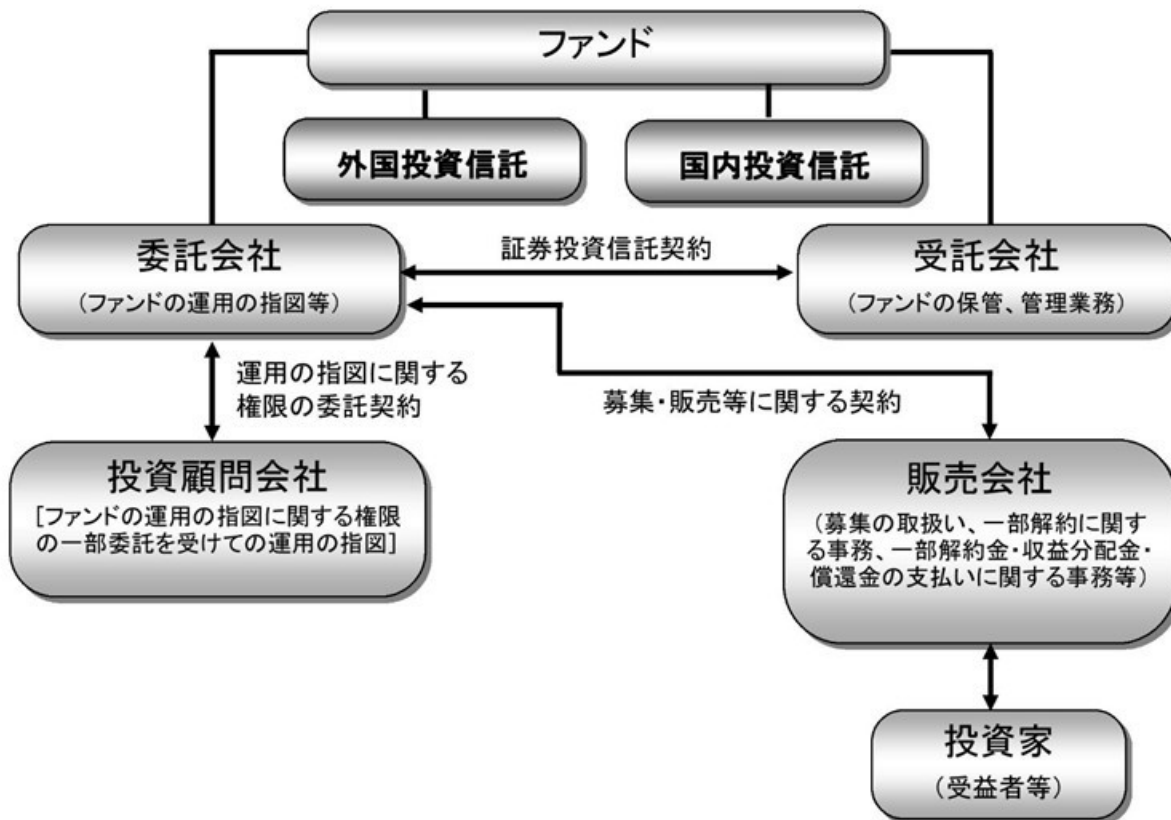 ファンド
外国投資信託
国内投資信託
委託会社
(ファンドの運用の指図等)
証券投資信託契約
受託会社
(ファンドの保管、管理業務)
運用の指図に関する
権限の委託契約
募集・販売等に関する契約
投資顧問会社
[ファンドの運用の指図に関する権限
の一部委託を受けての運用の指図]
販売会社
(募集の取扱い、一部解約に関す
る事務、一部解約金・収益分配金・
償還金の支払いに関する事務等)
投資家
(受益者等)